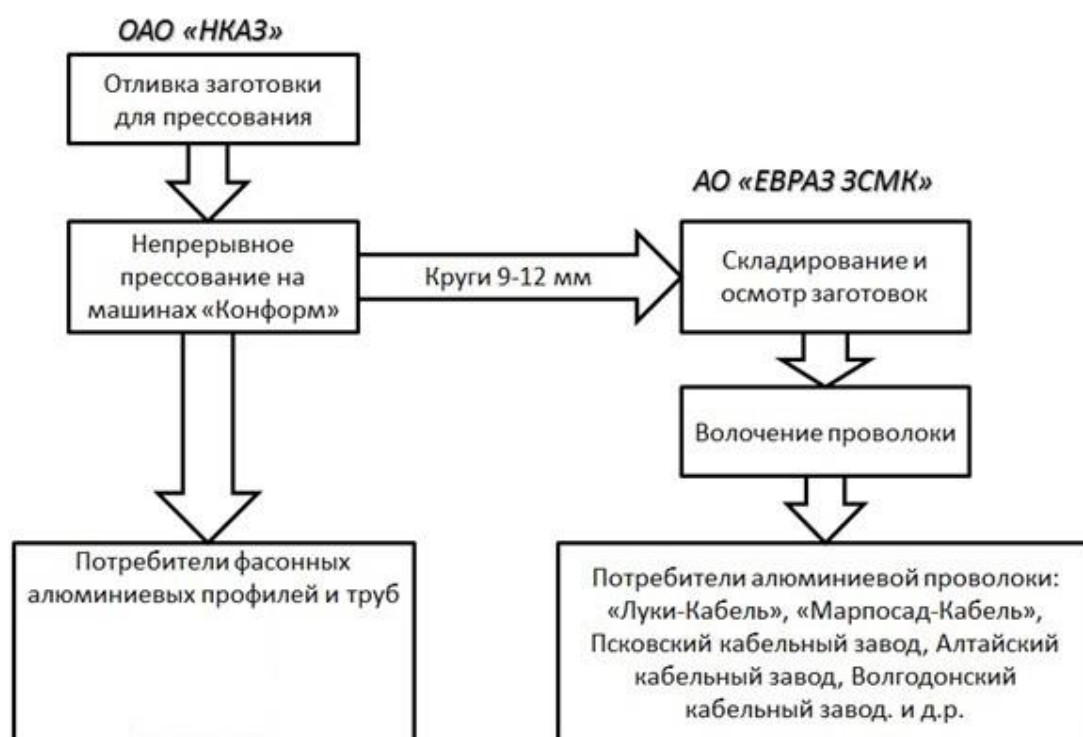 ОАО «НКАЗ»
Отливка заготовки
для прессования
Непрерывное
прессование на
машинах «Конформ»
Круги 9-12 мм
Потребители фасонных
алюминиевых профилей и труб
АО «ЕВРАЗ ЗСМК»
Складирование и
осмотр заготовок
Волочение проволоки
Потребители алюминиевой проволоки:
«Луки-Кабель», «Марпосад-Кабель»,
Псковский кабельный завод, Алтайский
кабельный завод, Волгодонский
кабельный завод. и д.р.